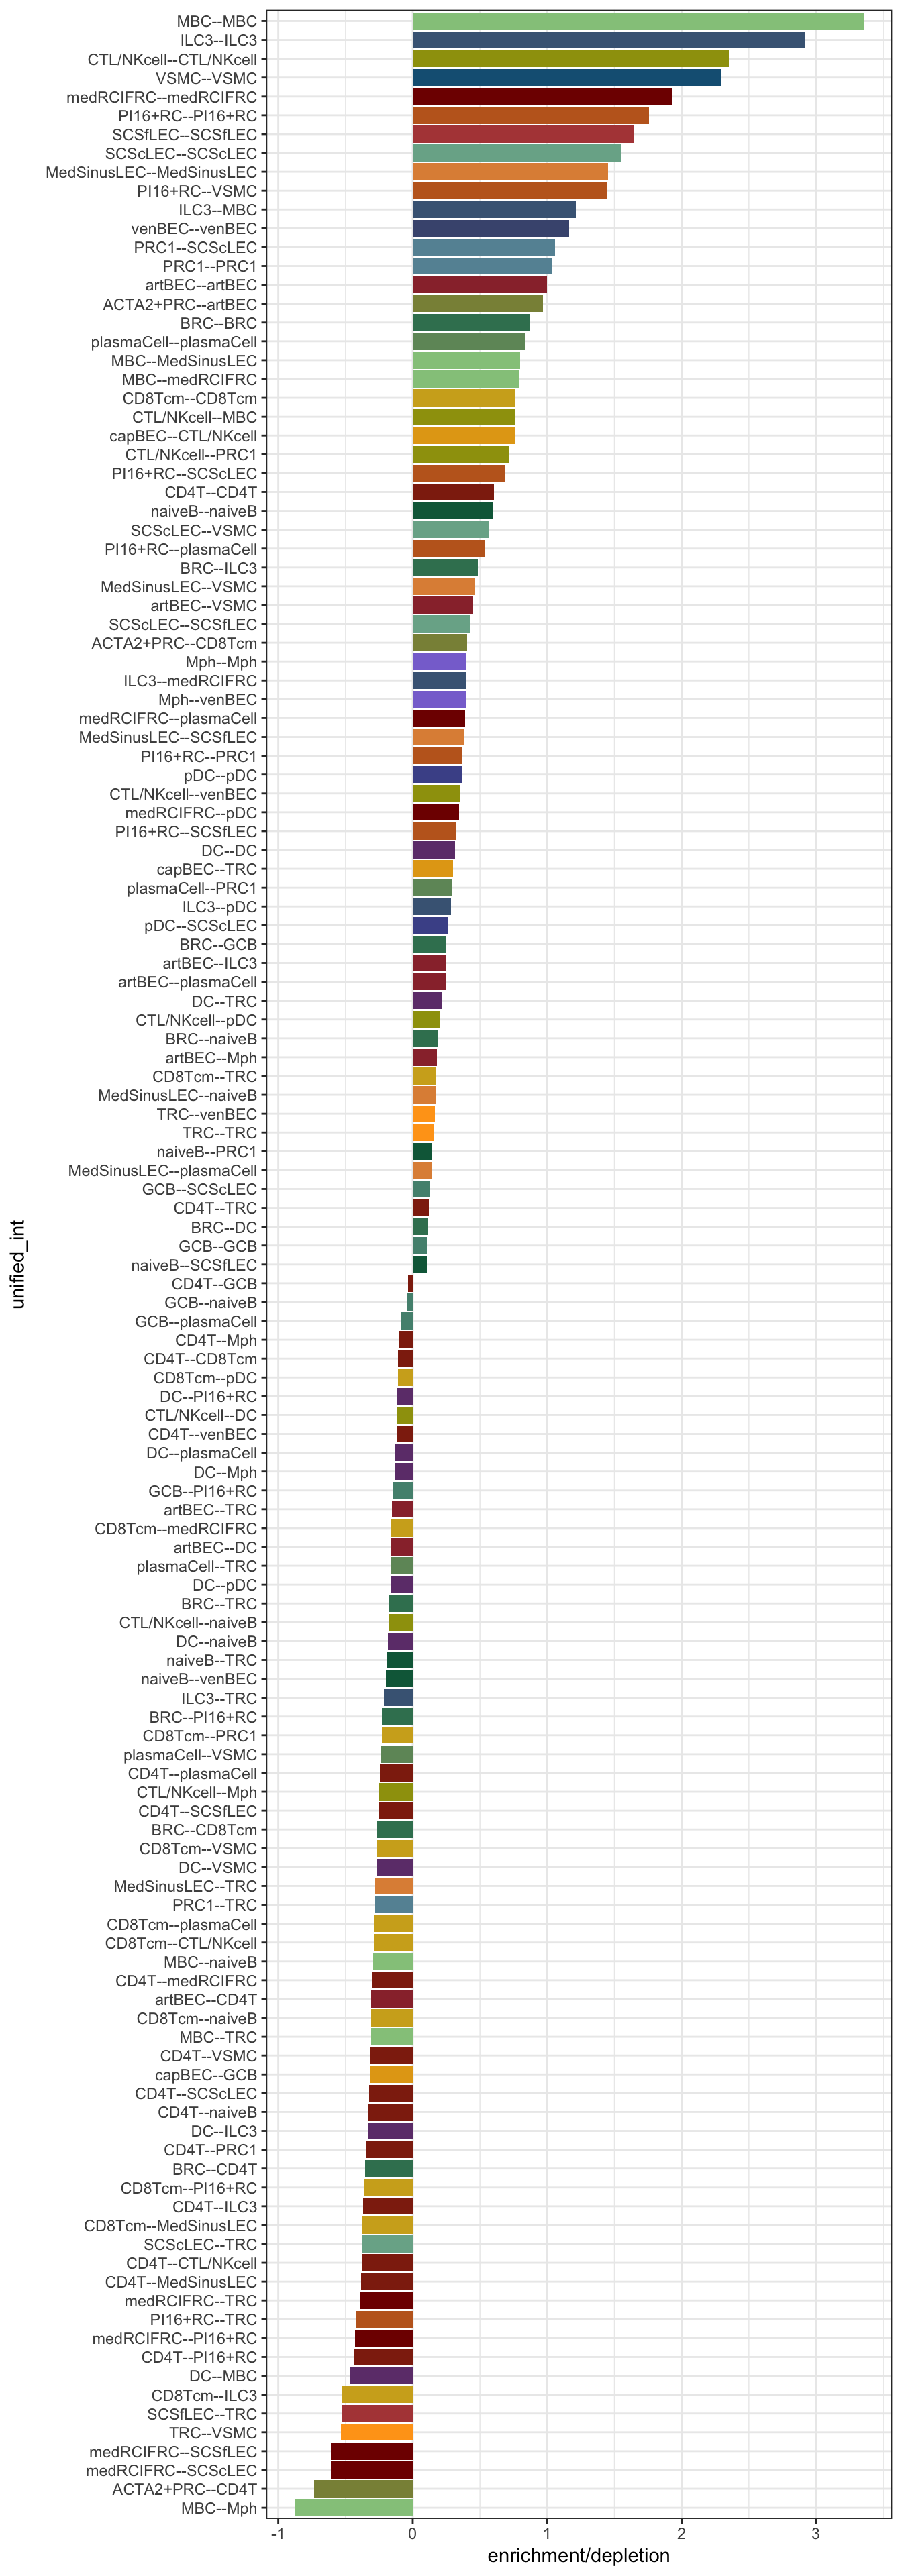 MBC--MBC
ILC3--ILC3
CTL/NKcell--CTL/NKcell
VSMC--VSMC
medRCIFRC--medRCIFRC
PI16+RC--PI16+RC
SCSfLEC--SCSfLEC
SCScLEC--SCScLEC
MedSinusLEC--MedSinusLEC
PI16+RC--VSMC
ILC3--MBC
venBEC--venBEC
PRC1--SCScLEC
PRC1--PRC1
artBEC--artBEC
ACTA2+PRC--artBEC
BRC--BRC
plasmaCell--plasmaCell
MBC--MedSinusLEC
MBC--medRCIFRC
CD8Tcm--CD8Tcm
CTL/NKcell--MBC
capBEC--CTL/NKcell
CTL/NKcell--PRC1
PI16+RC--SCScLEC
CD4T--CD4T
naiveB--naiveB
SCScLEC--VSMC
PI16+RC--plasmaCell
BRC--ILC3
MedSinusLEC--VSMC
artBEC--VSMC
SCScLEC--SCSfLEC
ACTA2+PRC--CD8Tcm
Mph--Mph
ILC3--medRCIFRC
Mph--venBEC
medRCIFRC--plasmaCell
MedSinusLEC--SCSfLEC
PI16+RC--PRC1
pDC--pDC
CTL/NKcell--venBEC
medRCIFRC--pDC
PI16+RC--SCSfLEC
DC--DC
capBEC--TRC
plasmaCell--PRC1
ILC3--pDC
pDC--SCScLEC
BRC--GCB
artBEC--ILC3
artBEC--plasmaCell
DC--TRC
CTL/NKcell--pDC
BRC--naiveB
artBEC--Mph
CD8Tcm--TRC
MedSinusLEC--naiveB
TRC--venBEC
TRC--TRC
naiveB--PRC1
MedSinusLEC--plasmaCell
GCB--SCScLEC
CD4T--TRC
BRC--DC
GCB--GCB
naiveB--SCSfLEC
CD4T--GCB
GCB--naiveB
GCB--plasmaCell
CD4T--Mph
CD4T--CD8Tcm
CD8Tcm--pDC
DC--PI16+RC
CTL/NKcell--DC
CD4T--venBEC
DC--plasmaCell
DC--Mph
GCB--PI16+RC
artBEC--TRC
CD8Tcm--medRCIFRC
artBEC--DC
plasmaCell--TRC
DC--pDC
BRC--TRC
CTL/NKcell--naiveB
DC--naiveB
naiveB--TRC
naiveB--venBEC
ILC3--TRC
BRC--PI16+RC
CD8Tcm--PRC1
plasmaCell--VSMC
CD4T--plasmaCell
CTL/NKcell--Mph
CD4T--SCSfLEC
BRC--CD8Tcm
CD8Tcm--VSMC
DC--VSMC
MedSinusLEC--TRC
PRC1--TRC
CD8Tcm--plasmaCell
CD8Tcm--CTL/NKcell
MBC--naiveB
CD4T--medRCIFRC
artBEC--CD4T
CD8Tcm--naiveB
MBC--TRC
CD4T--VSMC
capBEC--GCB
CD4T--SCScLEC
CD4T--naiveB
DC--ILC3
CD4T--PRC1
BRC--CD4T
CD8Tcm--PI16+RC
CD4T--ILC3
CD8Tcm--MedSinusLEC
SCScLEC--TRC
CD4T--CTL/NKcell
CD4T--MedSinusLEC
medRCIFRC--TRC
PI16+RC--TRC
medRCIFRC--PI16+RC
CD4T--PI16+RC
DC--MBC
CD8Tcm--ILC3
SCSfLEC--TRC
TRC--VSMC
medRCIFRC--SCSfLEC
medRCIFRC--SCScLEC
ACTA2+PRC--CD4T
MBC--Mph
unified_int
-1 0 1 2 3
enrichment/depletion